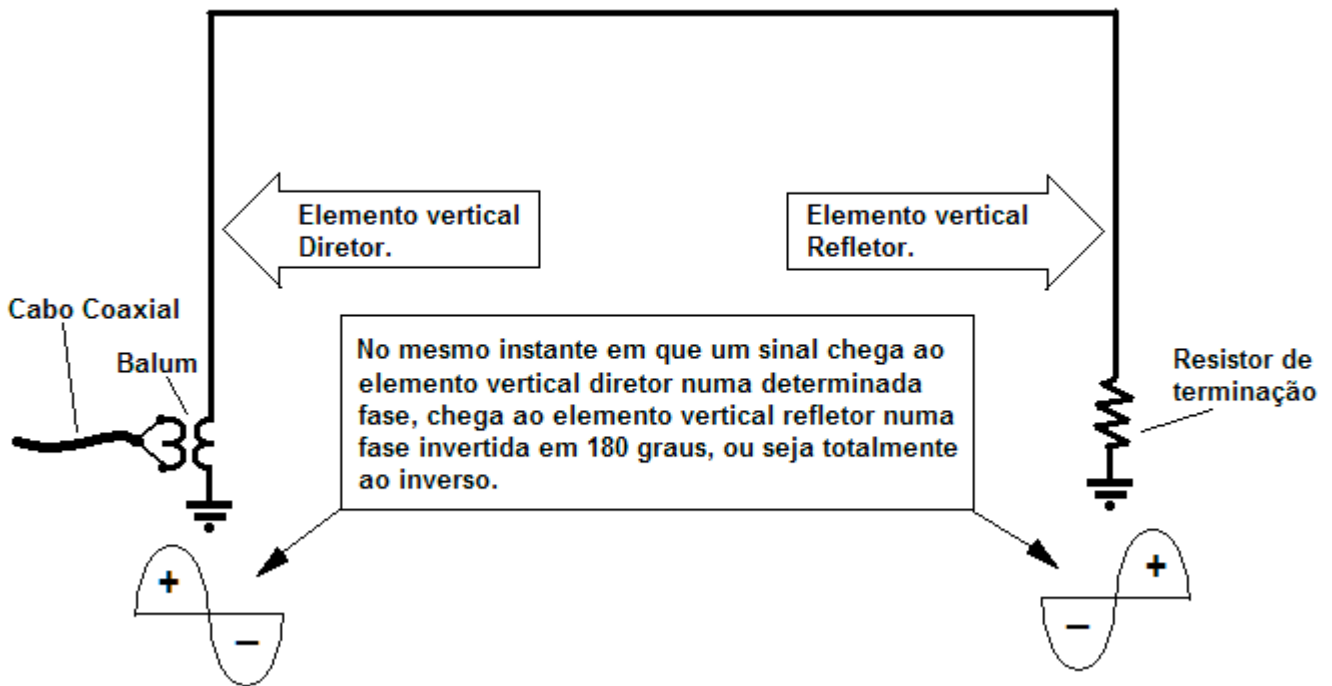 Elemento vertical
Diretor.
Elemento vertical
Refletor.
Cabo Coaxial
Balum
No mesmo instante em que um sinal chega ao
elemento vertical diretor numa determinada
fase, chega ao elemento vertical refletor numa
fase invertida em 180 graus, ou seja totalmente
ao inverso.
Resistor de
terminação
+
−
−
+